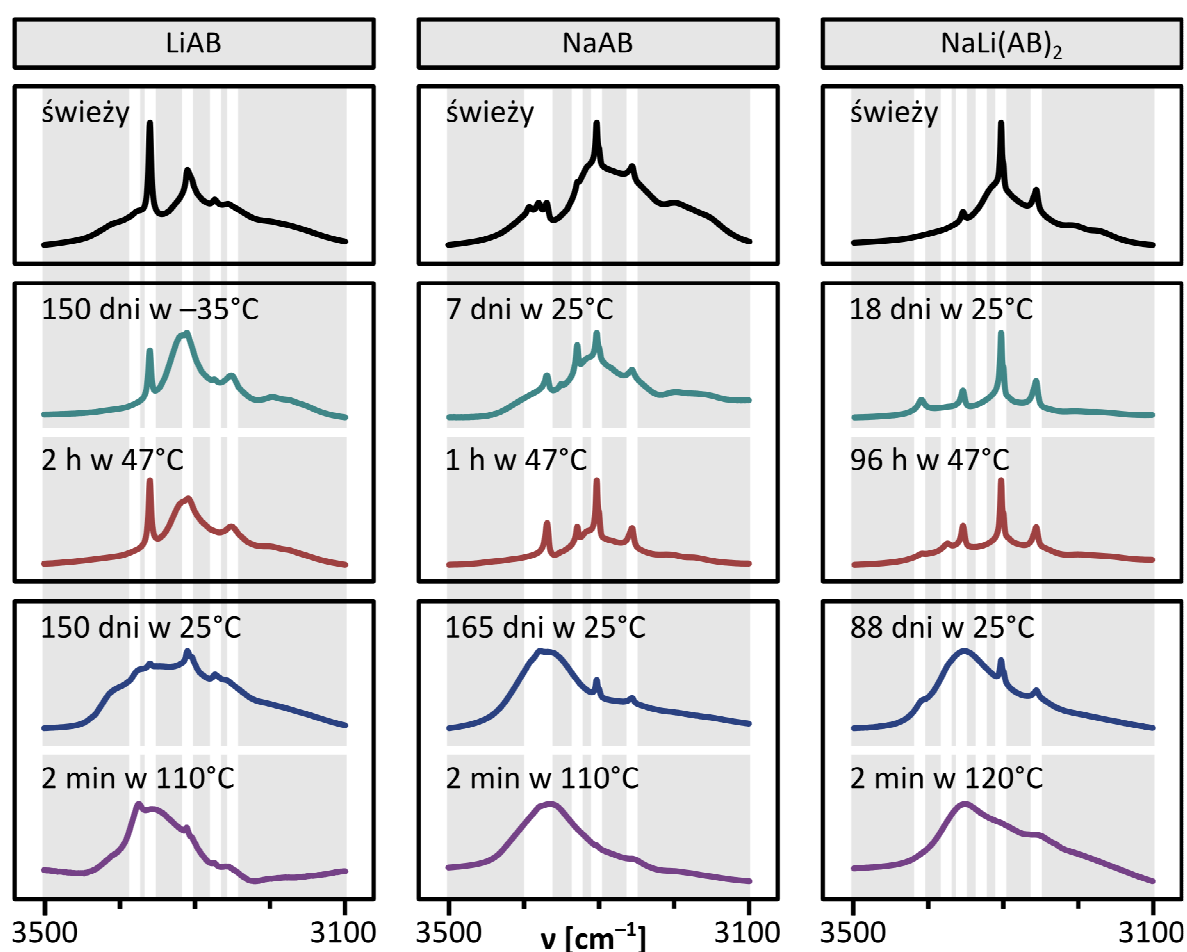 LiAB
NaAB
NaLi(AB)₂
świeży
świeży
świeży
150 dni w –35°C
7 dni w 25°C
18 dni w 25°C
2 h w 47°C
1 h w 47°C
96 h w 47°C
150 dni w 25°C
165 dni w 25°C
88 dni w 25°C
2 min w 110°C
2 min w 110°C
2 min w 120°C
3500 3100 3500 3100 3500 3100
ν [cm⁻¹]